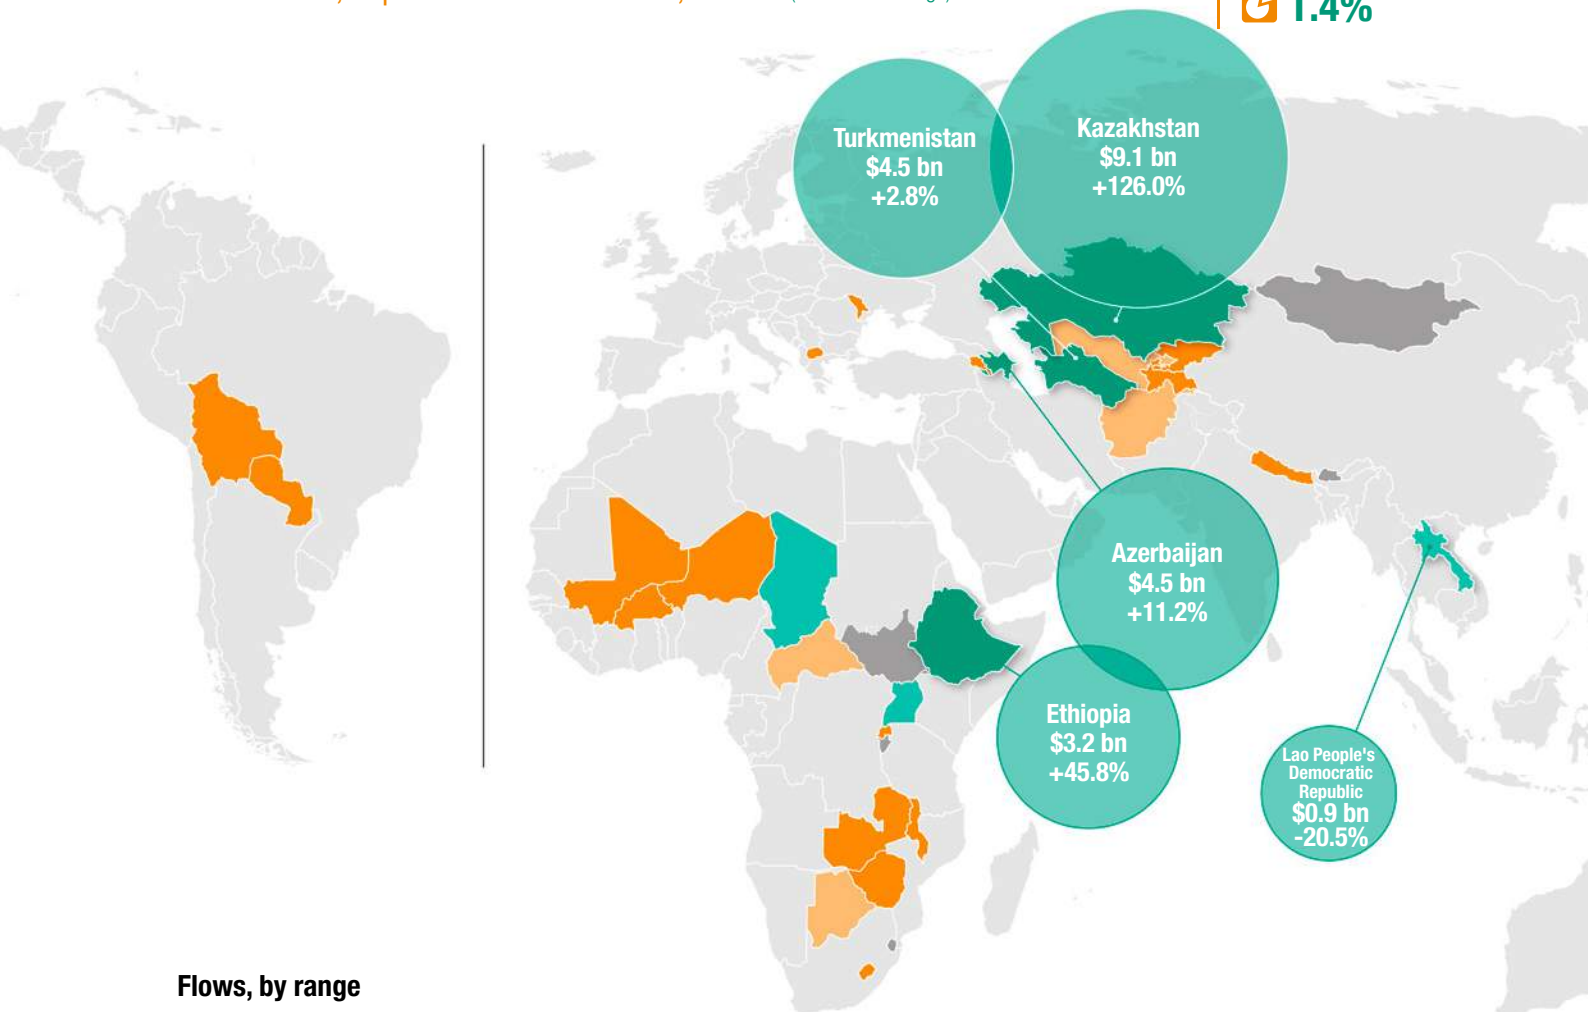 1.4%
Turkmenistan
$4.5 bn
+2.8%
Kazakhstan
$9.1 bn
+126.0%
Azerbaijan
$4.5 bn
+11.2%
Ethiopia
$3.2 bn
+45.8%
Lao People's
Democratic
Republic
$0.9 bn
-20.5%
Flows, by range